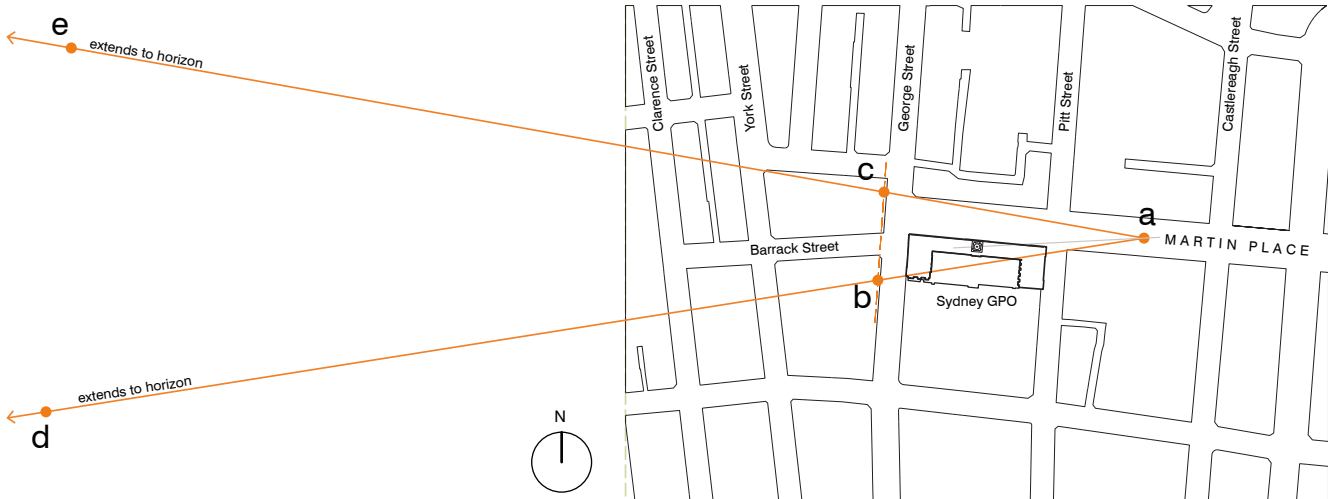 e
extends to horizon
Clarence Street
York Street
George Street
Pitt Street
Castlereagh Street
c
a
MARTIN PLACE
Barrack Street
b
Sydney GPO
extends to horizon
d
N